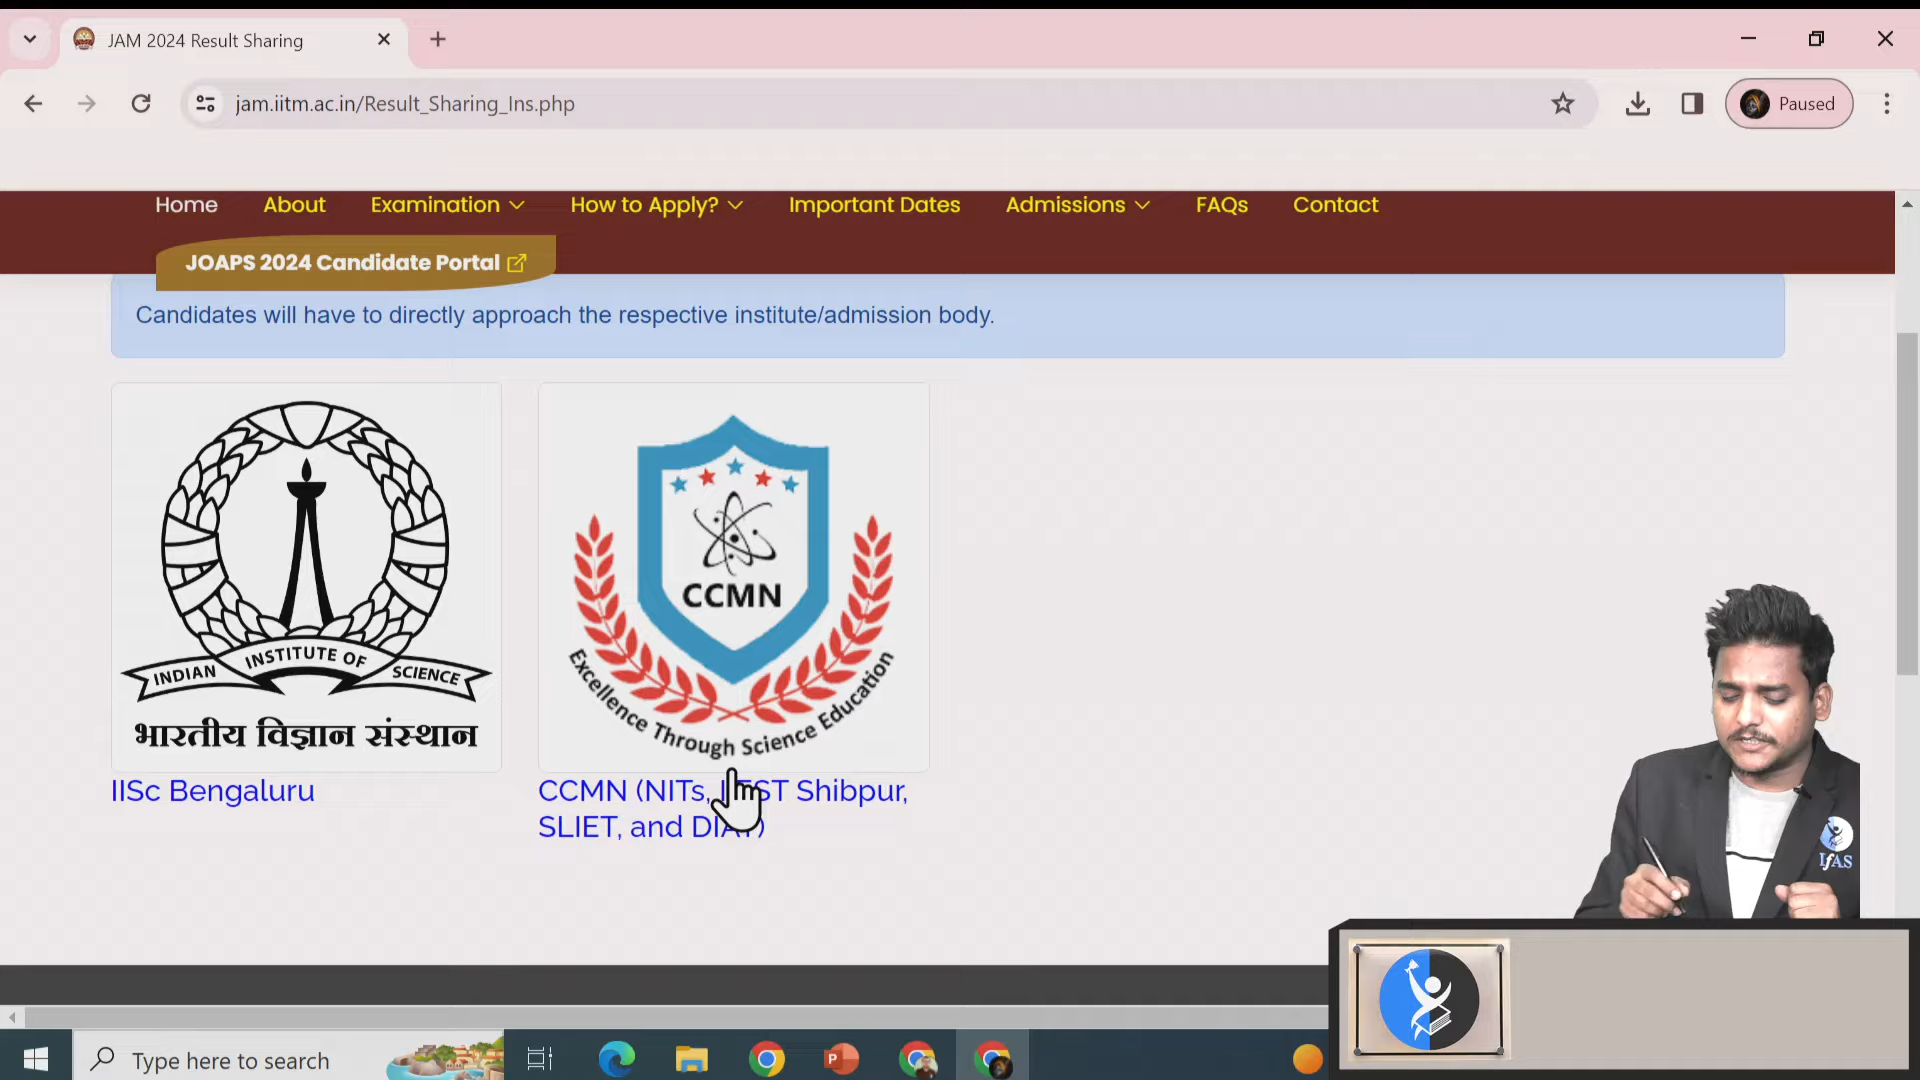 JAM 2024 Result Sharing
jam.iitm.ac.in/Result_Sharing_Ins.php
Paused
Home About Examination How to Apply? Important Dates Admissions FAQs Contact
JOAPS 2024 Candidate Portal
Candidates will have to directly approach the respective institute/admission body.
INDIAN INSTITUTE OF SCIENCE
भारतीय विज्ञान संस्थान
IISc Bengaluru
CCMN
Excellence Through Science Education
CCMN (NITs, Shibpur,
SLIET, and
IfAS
Type here to search